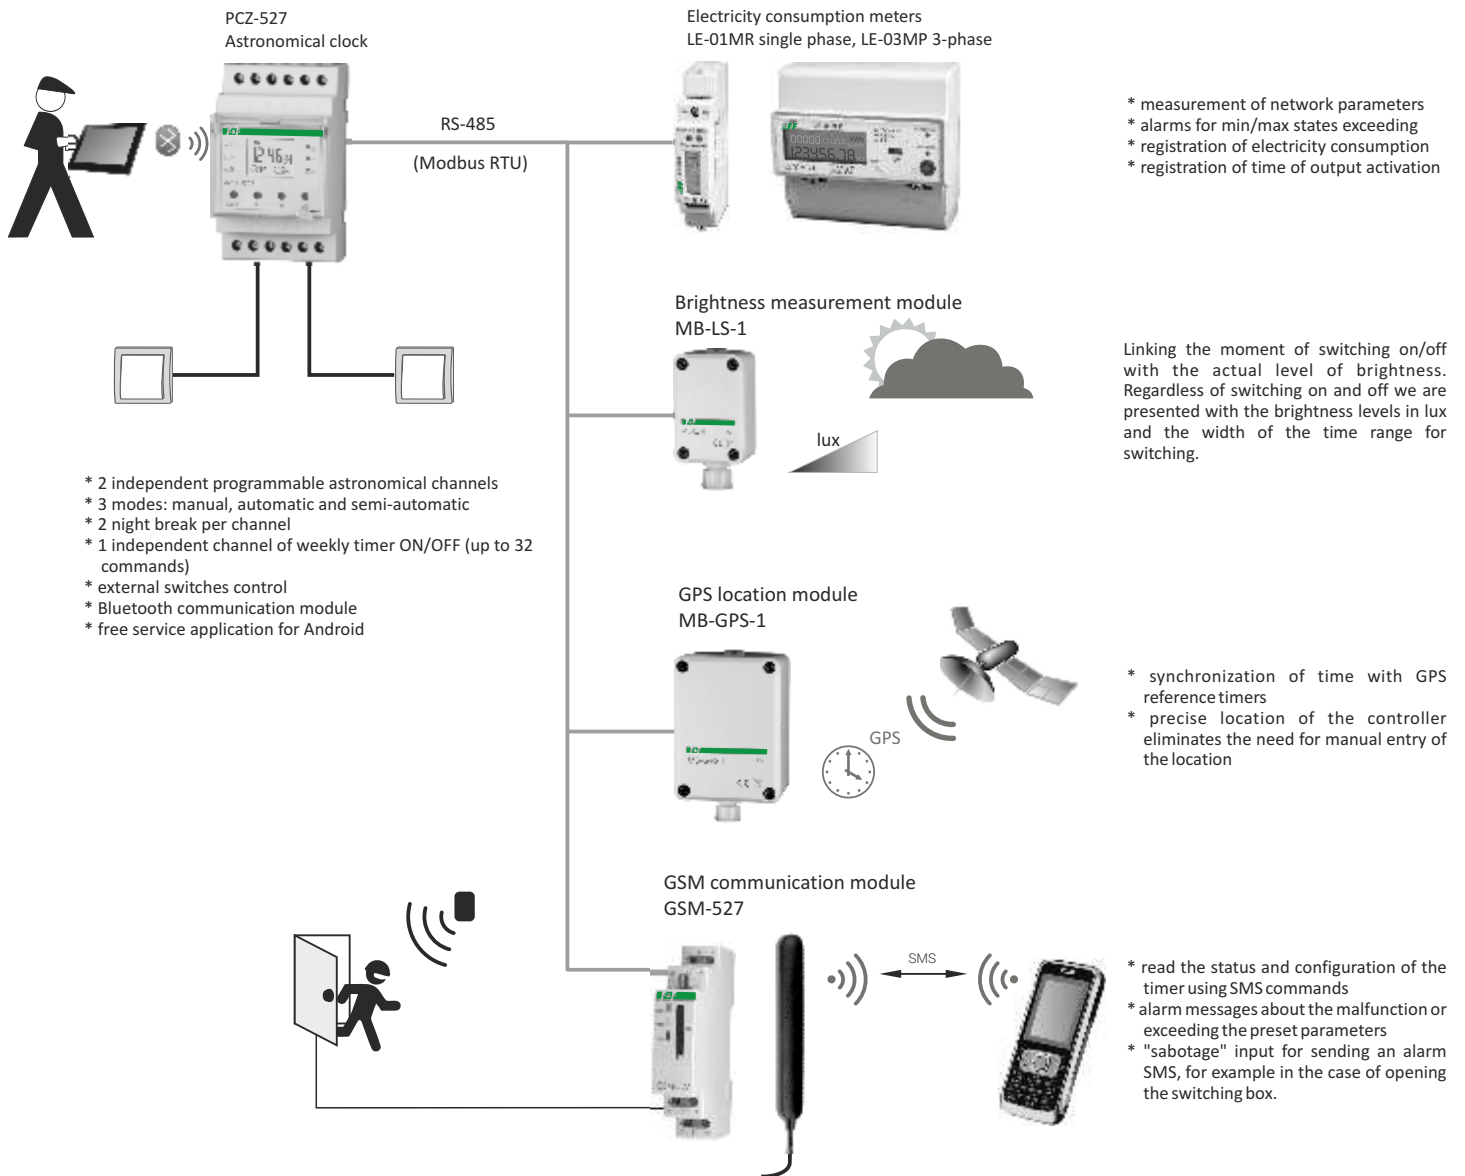 PCZ-527
Astronomical clock
Electricity consumption meters
LE-01MR single phase, LE-03MP 3-phase
RS-485
(Modbus RTU)
* measurement of network parameters
* alarms for min/max states exceeding
* registration of electricity consumption
* registration of time of output activation
Brightness measurement module
MB-LS-1
lux
Linking the moment of switching on/off
with the actual level of brightness.
Regardless of switching on and off we are
presented with the brightness levels in lux
and the width of the time range for
switching.
* 2 independent programmable astronomical channels
* 3 modes: manual, automatic and semi-automatic
* 2 night break per channel
* 1 independent channel of weekly timer ON/OFF (up to 32
commands)
* external switches control
* Bluetooth communication module
* free service application for Android
GPS location module
MB-GPS-1
GPS
* synchronization of time with GPS
reference timers
* precise location of the controller
eliminates the need for manual entry of
the location
GSM communication module
GSM-527
SMS
* read the status and configuration of the
timer using SMS commands
* alarm messages about the malfunction or
exceeding the preset parameters
* "sabotage" input for sending an alarm
SMS, for example in the case of opening
the switching box.